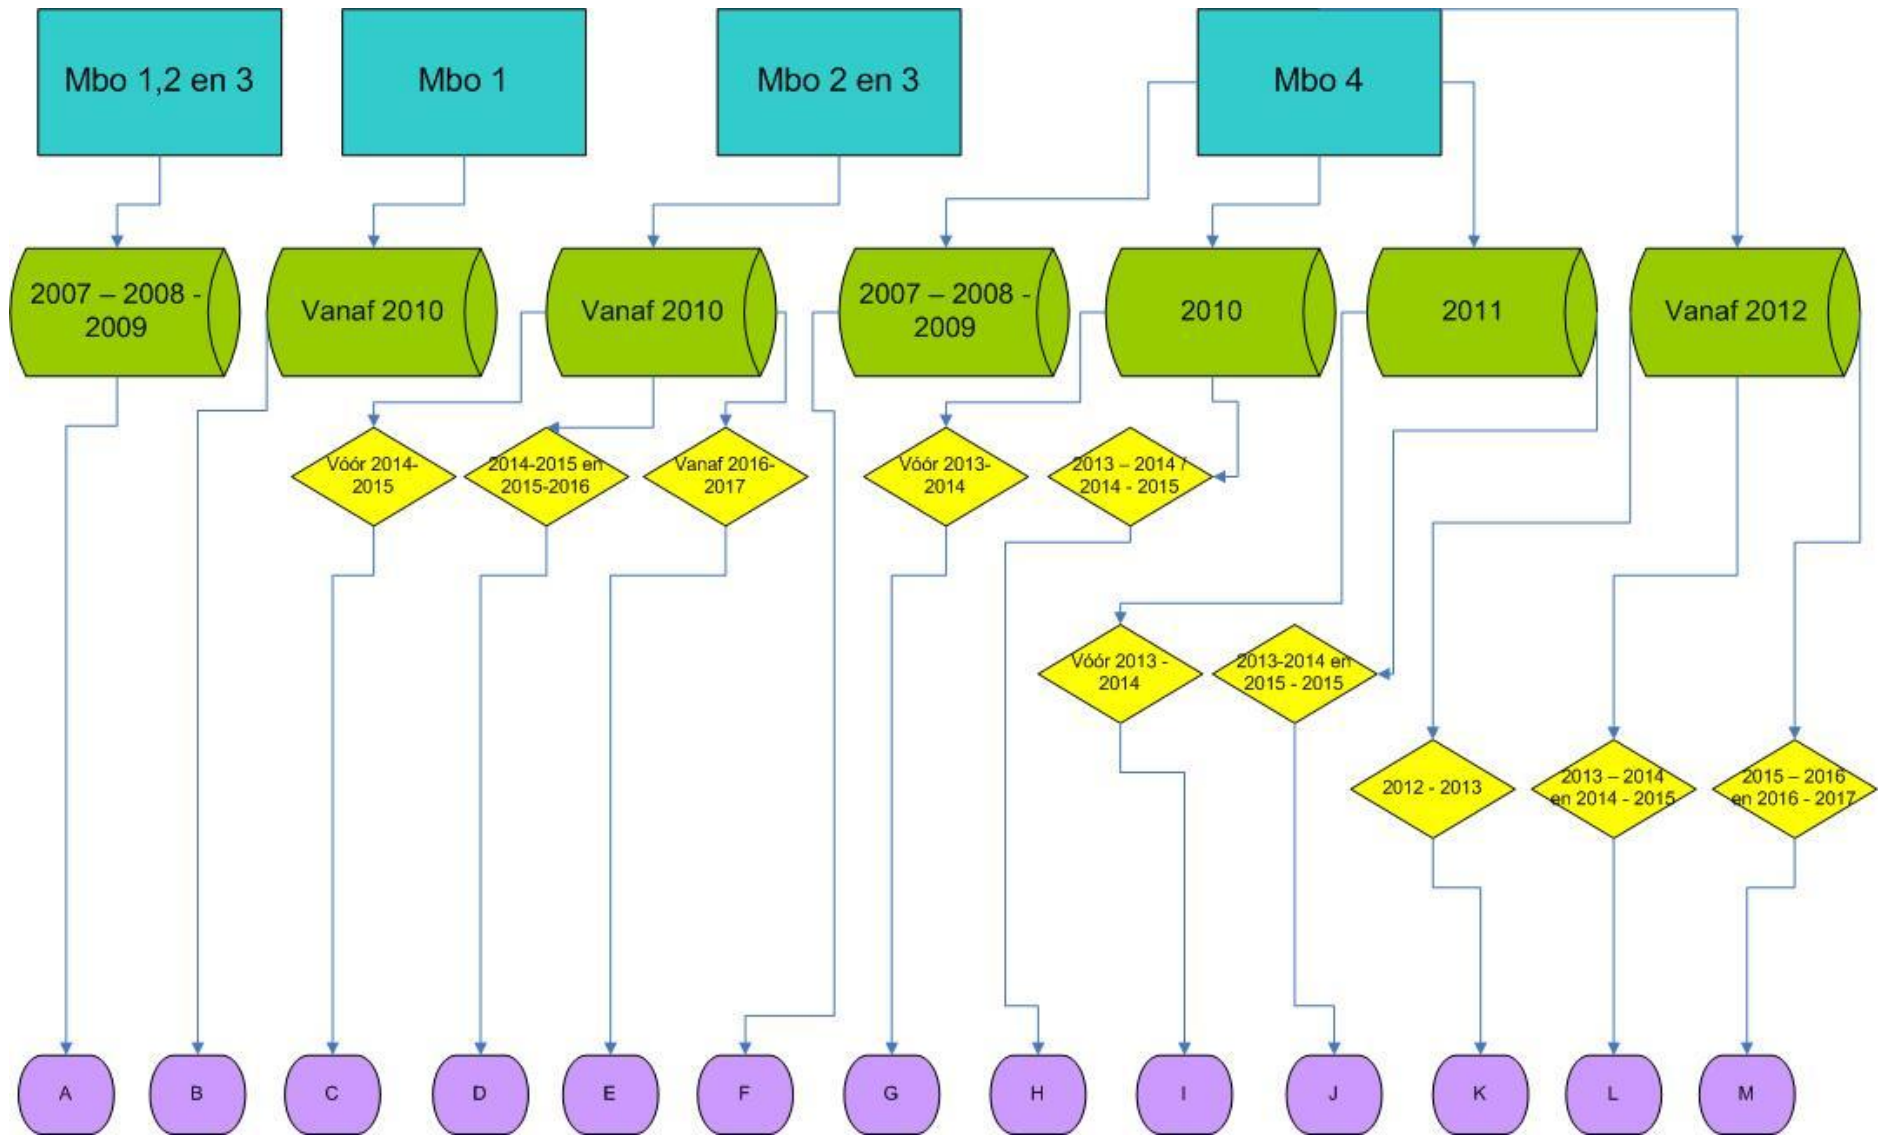 Mbo 1,2 en 3
Mbo 1
Mbo 2 en 3
Mbo 4
2007 – 2008 -
2009
Vanaf 2010
Vanaf 2010
2007 – 2008 -
2009
2010
2011
Vanaf 2012
Vóór 2014-
2015
2014-2015 en
2015-2016
Vanaf 2016-
2017
Vóór 2013-
2014
2013 – 2014 /
2014 - 2015
Vóór 2013 -
2014
2013-2014 en
2015 - 2015
2012 - 2013
2013 – 2014
en 2014 - 2015
2015 – 2016
en 2016 - 2017
A
B
C
D
E
F
G
H
I
J
K
L
M